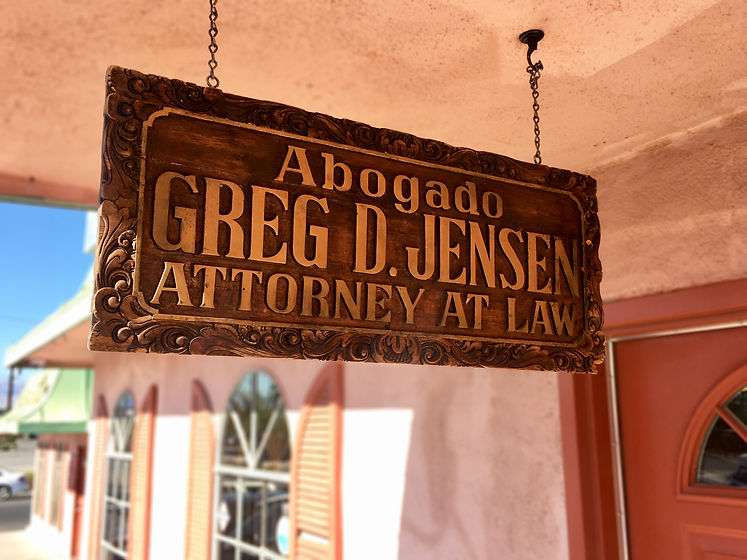 Abogado
GREG D. JENSEN
ATTORNEY AT LAW